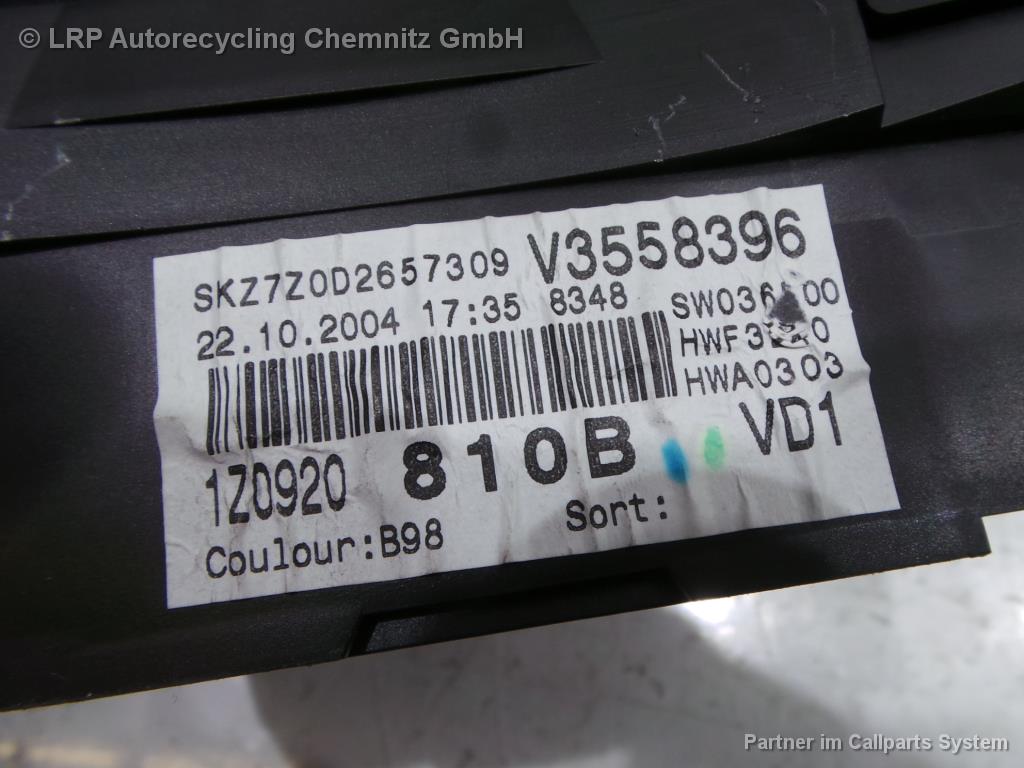 © LRP Autorecycling Chemnitz GmbH
SKZ7Z0D2657309 V3558396
22.10.2004 17:35 8348
HWA0303
1Z0920 810B VD1
Coulour:B98 Sort:
Partner im Callparts System